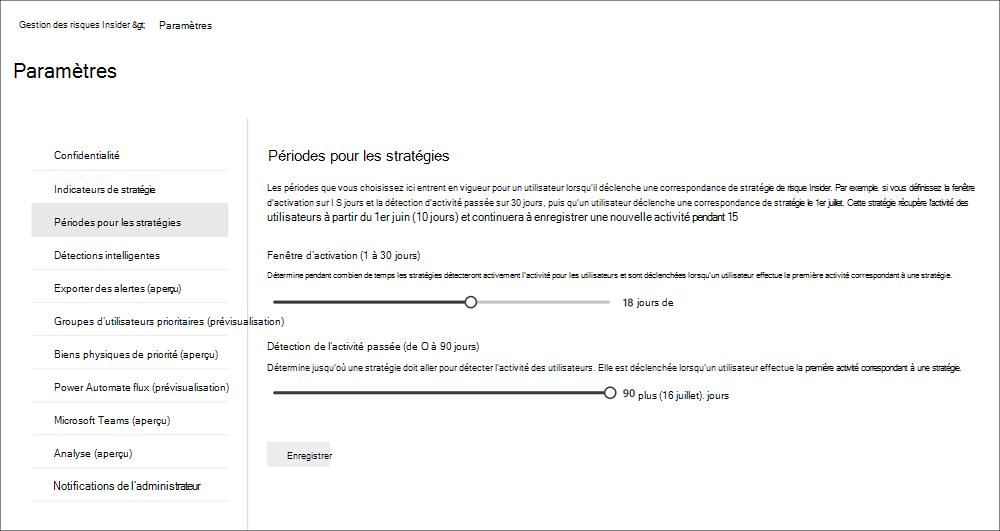 Gestion des risques Insider &gt; Paramètres
Paramètres
Confidentialité
Indicateurs de stratégie
Périodes pour les stratégies
Détections intelligentes
Exporter des alertes (aperçu)
Groupes d'utilisateurs prioritaires (prévisualisation)
Biens physiques de priorité (aperçu)
Power Automate flux (prévisualisation)
Microsoft Teams (aperçu)
Analyse (aperçu)
Notifications de l'administrateur
Périodes pour les stratégies
Les périodes que vous choisissez ici entrent en vigueur pour un utilisateur lorsqu'il déclenche une correspondance de stratégie de risque Insider. Par exemple. si vous définissez la fenêtre
d'activation sur I S jours et la détection d'activité passée sur 30 jours, puis qu'un utilisateur déclenche une correspondance de stratégie le 1er juillet. Cette stratégie récupère l'activité des
utilisateurs à partir du 1er juin (10 jours) et continuera à enregistrer une nouvelle activité pendant 15
Fenêtre d'activation (1 à 30 jours)
Détermine pendant combien de temps les stratégies détecteront activement l'activité pour les utilisateurs et sont déclenchées lorsqu'un utilisateur effectue la première activité correspondant à une stratégie.
18 jours de
Détection de l'activité passée (de O à 90 jours)
Détermine jusqu'où une stratégie doit aller pour détecter l'activité des utilisateurs. Elle est déclenchée lorsqu'un utilisateur effectue la première activité correspondant à une stratégie.
90 plus (16 juillet). jours
Enregistrer